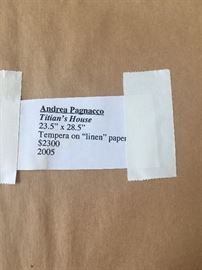 Andrea Pagnacco
Titian's House
23.5" x 28.5"
Tempera on "linen" paper
$2300
2005